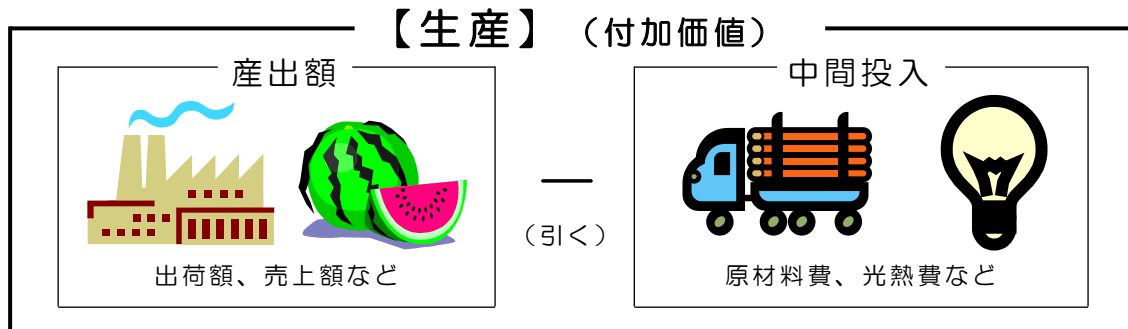 【生産】（付加価値）
産出額
出荷額、売上額など
―
（引く）
中間投入
原材料費、光熱費など